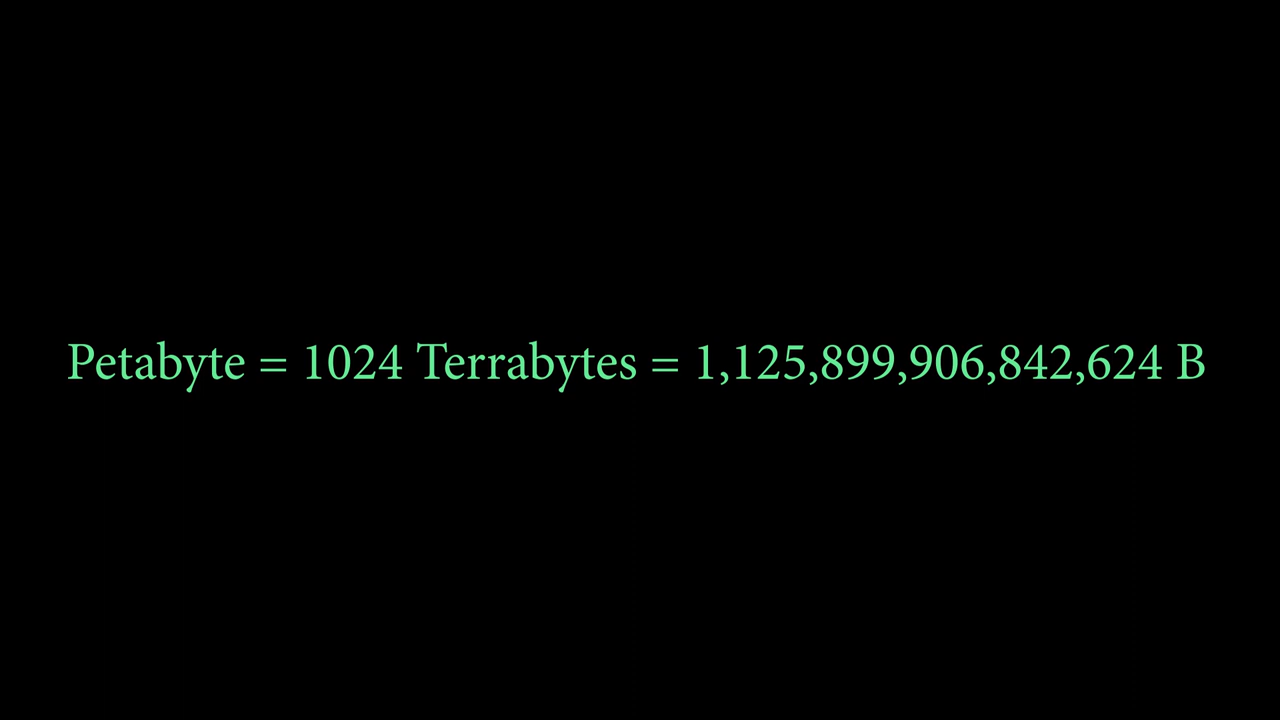 Petabyte = 1024 Terrabytes = 1,125,899,906,842,624 B